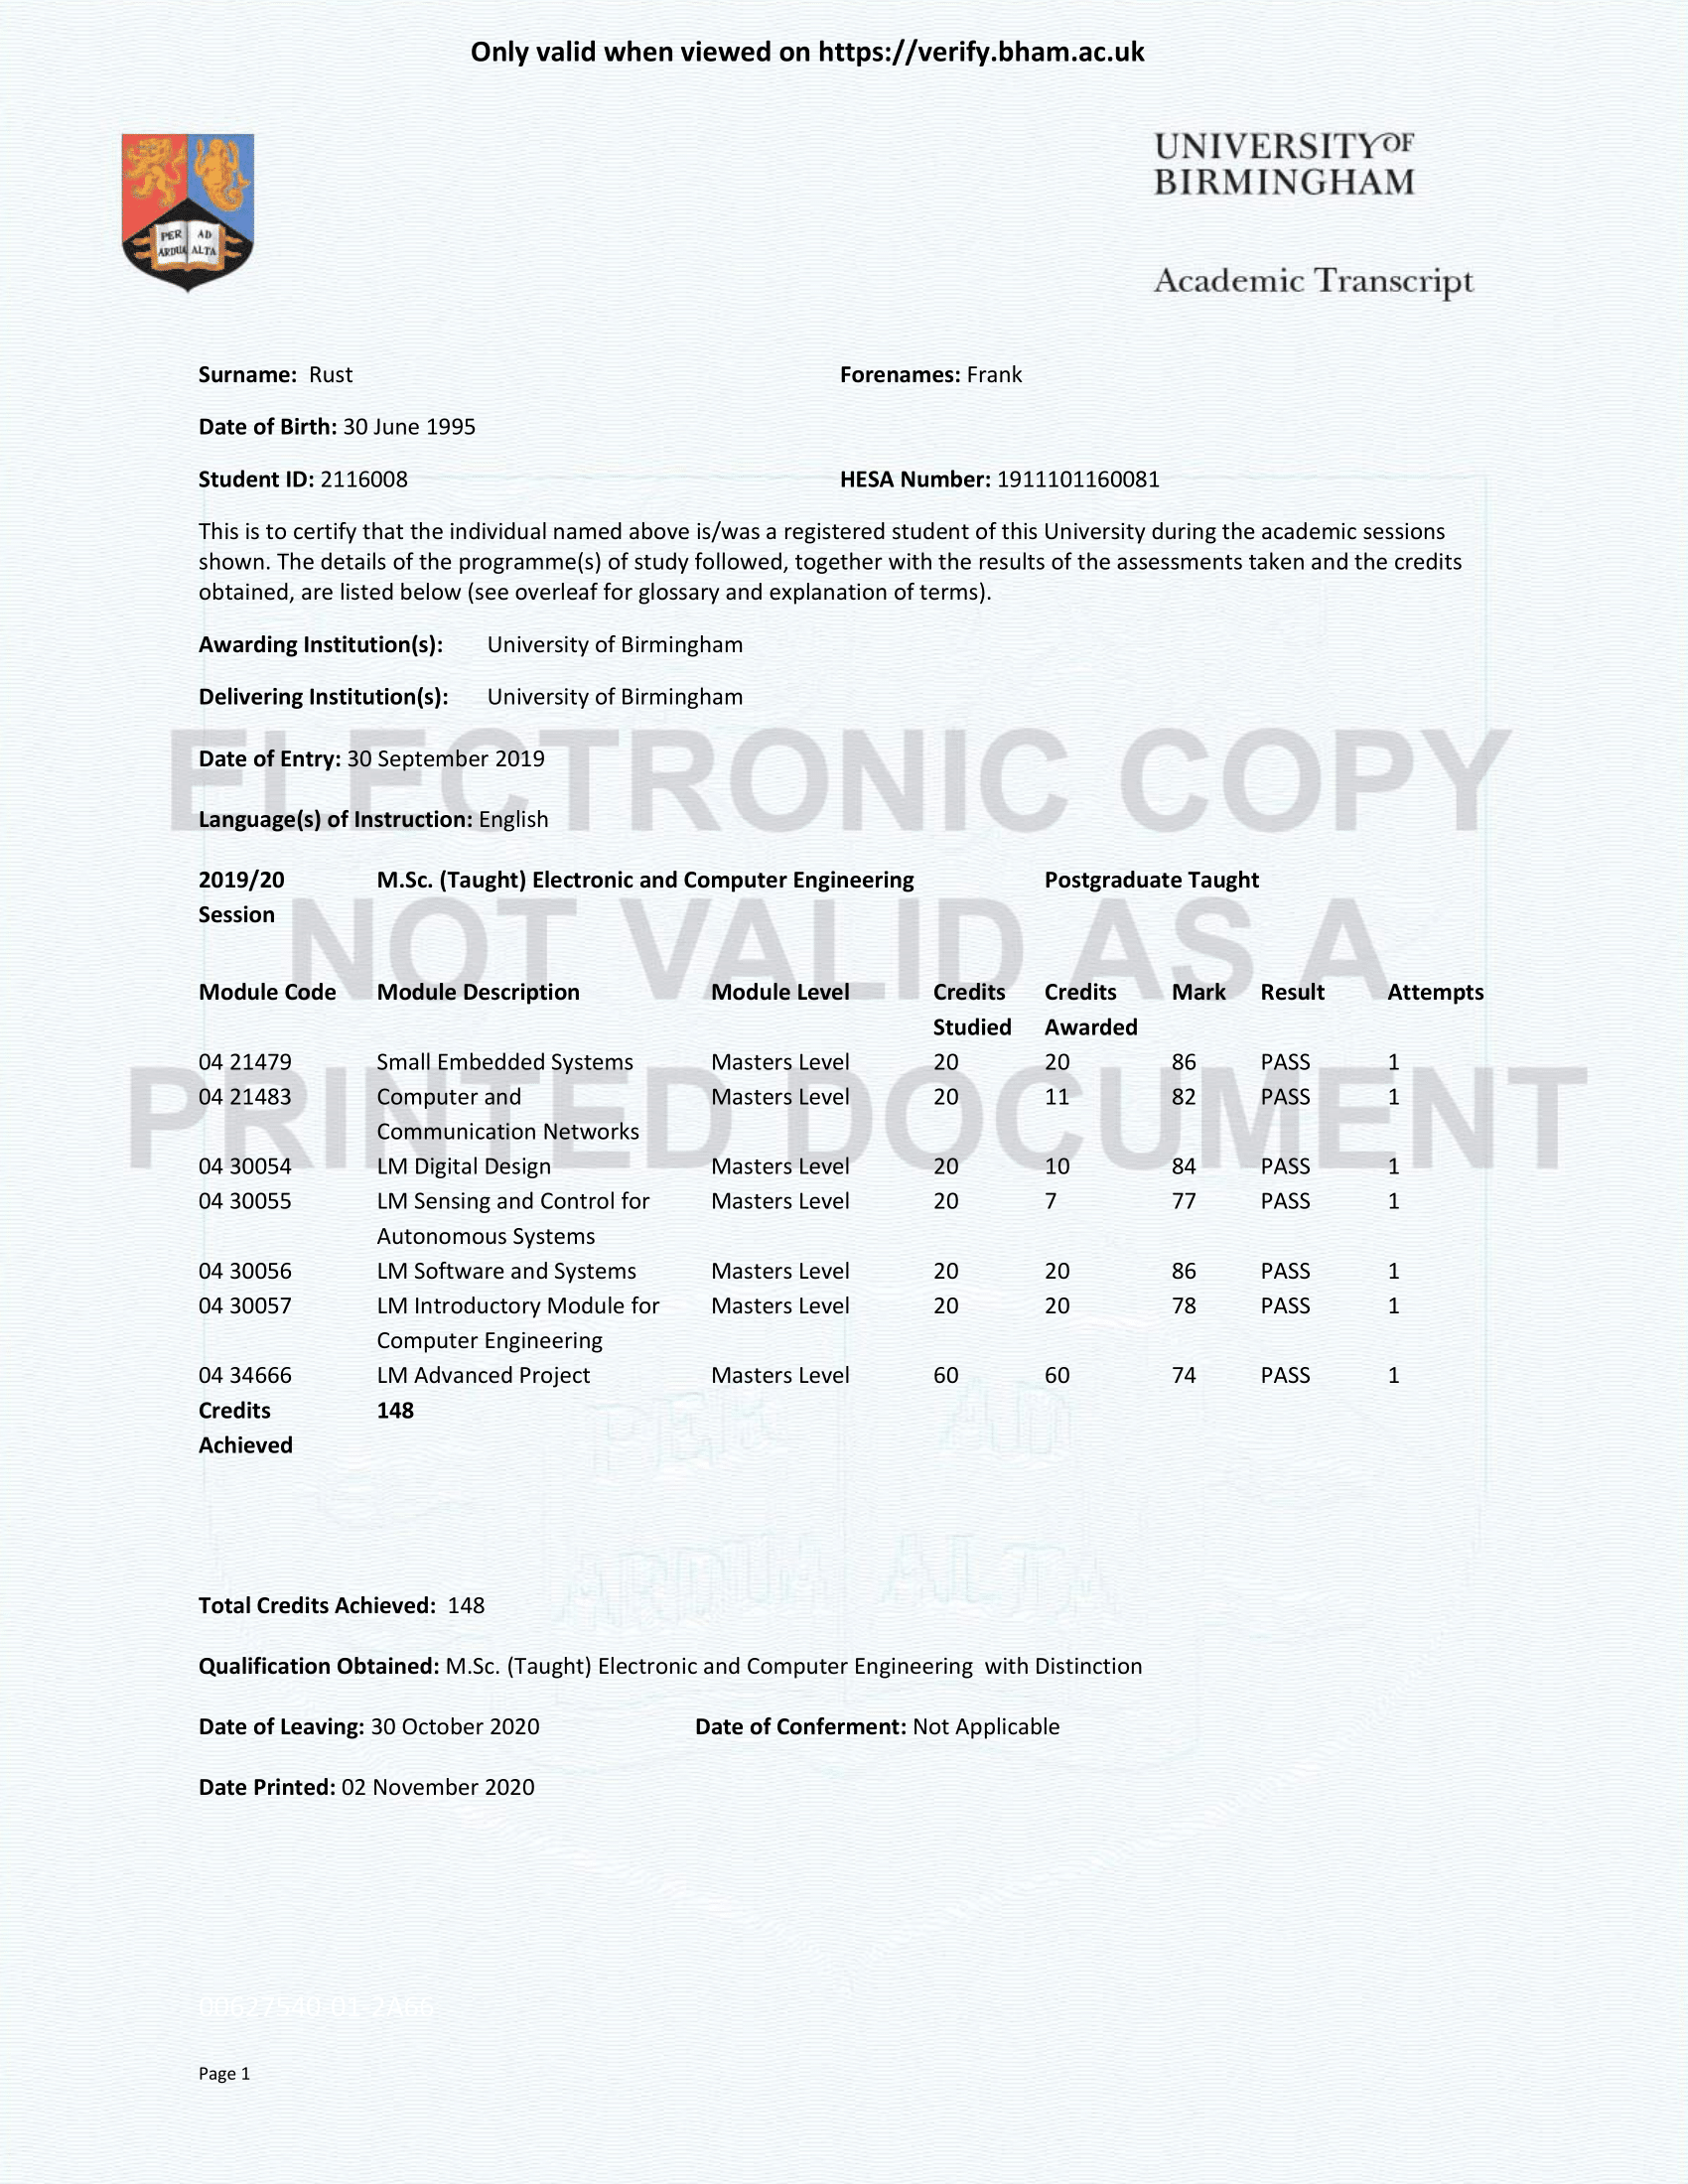 Only valid when viewed on https://verify.bham.ac.uk
PER AD
ARDUA ALTA
UNIVERSITY OF
BIRMINGHAM
Academic Transcript
Surname: Rust Forenames: Frank
Date of Birth: 30 June 1995
Student ID: 2116008 HESA Number: 1911101160081
This is to certify that the individual named above is/was a registered student of this University during the academic sessions
shown. The details of the programme(s) of study followed, together with the results of the assessments taken and the credits
obtained, are listed below (see overleaf for glossary and explanation of terms).
Awarding Institution(s): University of Birmingham
Delivering Institution(s): University of Birmingham
ELECTRONIC COPY
Date of Entry: 30 September 2019
Language(s) of Instruction: English
2019/20 M.Sc. (Taught) Electronic and Computer Engineering Postgraduate Taught
Session
NOT VALID AS A
Module Code Module Description Module Level Credits Credits Mark Result Attempts
Studied Awarded
04 21479 Small Embedded Systems Masters Level 20 20 86 PASS 1
PRINTED DOCUMENT
04 21483 Computer and Masters Level 20 11 82 PASS 1
Communication Networks
04 30054 LM Digital Design Masters Level 20 10 84 PASS 1
04 30055 LM Sensing and Control for Masters Level 20 7 77 PASS 1
Autonomous Systems
04 30056 LM Software and Systems Masters Level 20 20 86 PASS 1
04 30057 LM Introductory Module for Masters Level 20 20 78 PASS 1
Computer Engineering
04 34666 LM Advanced Project Masters Level 60 60 74 PASS 1
Credits 148
Achieved
PER AD
ARDUA ALTA
Total Credits Achieved: 148
Qualification Obtained: M.Sc. (Taught) Electronic and Computer Engineering with Distinction
Date of Leaving: 30 October 2020 Date of Conferment: Not Applicable
Date Printed: 02 November 2020
00627540-01-2A66
Page 1